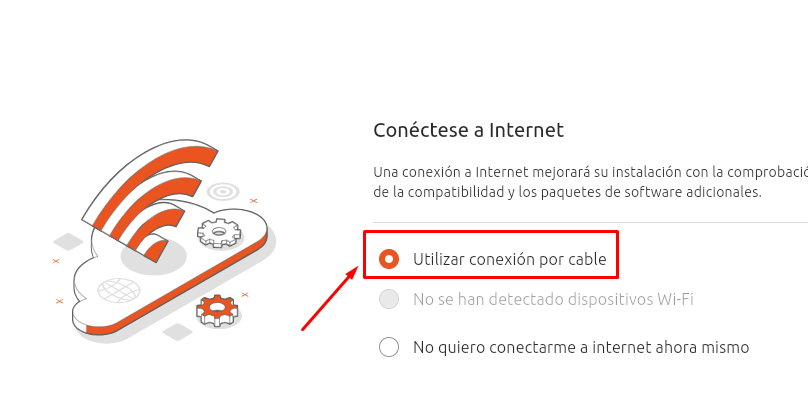 Conéctese a Internet
Una conexión a Internet mejorará su instalación con la comprobació
de la compatibilidad y los paquetes de software adicionales.
Utilizar conexión por cable
No se han detectado dispositivos Wi-Fi
No quiero conectarme a internet ahora mismo